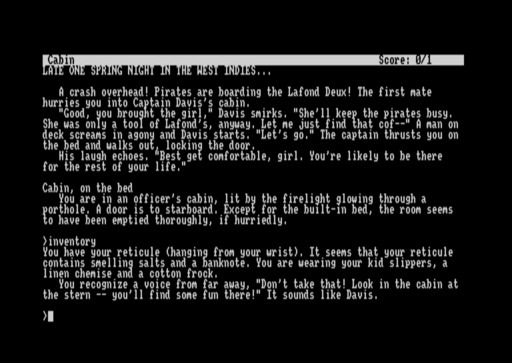 Cabin Score: 0/1
LATE ONE SPRING NIGHT IN THE WEST INDIES...
A crash overhead! Pirates are boarding the Lafond Deux! The first mate
hurries you into Captain Davis's cabin.
"Good, you brought the girl," Davis smirks. "She'll keep the pirates busy.
She was only a tool of Lafond's, anyway. Let me just find that cof--" A man on
deck screams in agony and Davis starts. "Let's go." The captain thrusts you on
the bed and walks out, locking the door.
His laugh echoes. "Best get comfortable, girl. You're likely to be there
for the rest of your life."
Cabin, on the bed
You are in an officer's cabin, lit by the firelight glowing through a
porthole. A door is to starboard. Except for the built-in bed, the room seems
to have been emptied thoroughly, if hurriedly.
>inventory
You have your reticule (hanging from your wrist). It seems that your reticule
contains smelling salts and a banknote. You are wearing your kid slippers, a
linen chemise and a cotton frock.
You recognize a voice from far away, "Don't take that! Look in the cabin at
the stern -- you'll find some fun there!" It sounds like Davis.
>